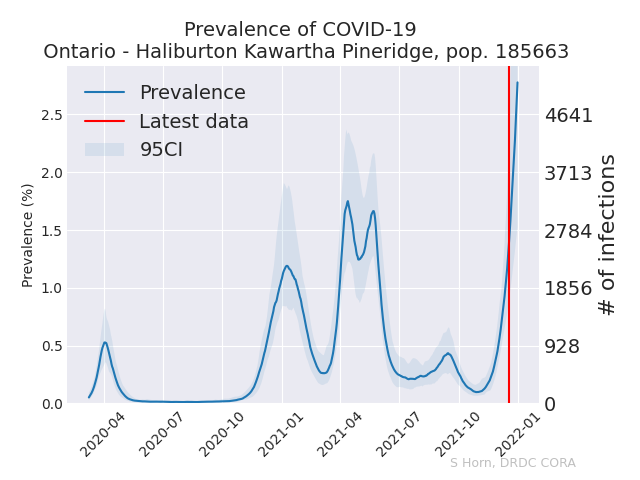 Prevalence of COVID-19
Ontario - Haliburton Kawartha Pineridge, pop. 185663
Prevalence
Latest data
95CI
Prevalence (%)
2.5
2.0
1.5
1.0
0.5
0.0
4641
3713
2784
1856
928
0
# of infections
2020-04
2020-07
2020-10
2021-01
2021-04
2021-07
2021-10
2022-01
S Horn, DRDC CORA